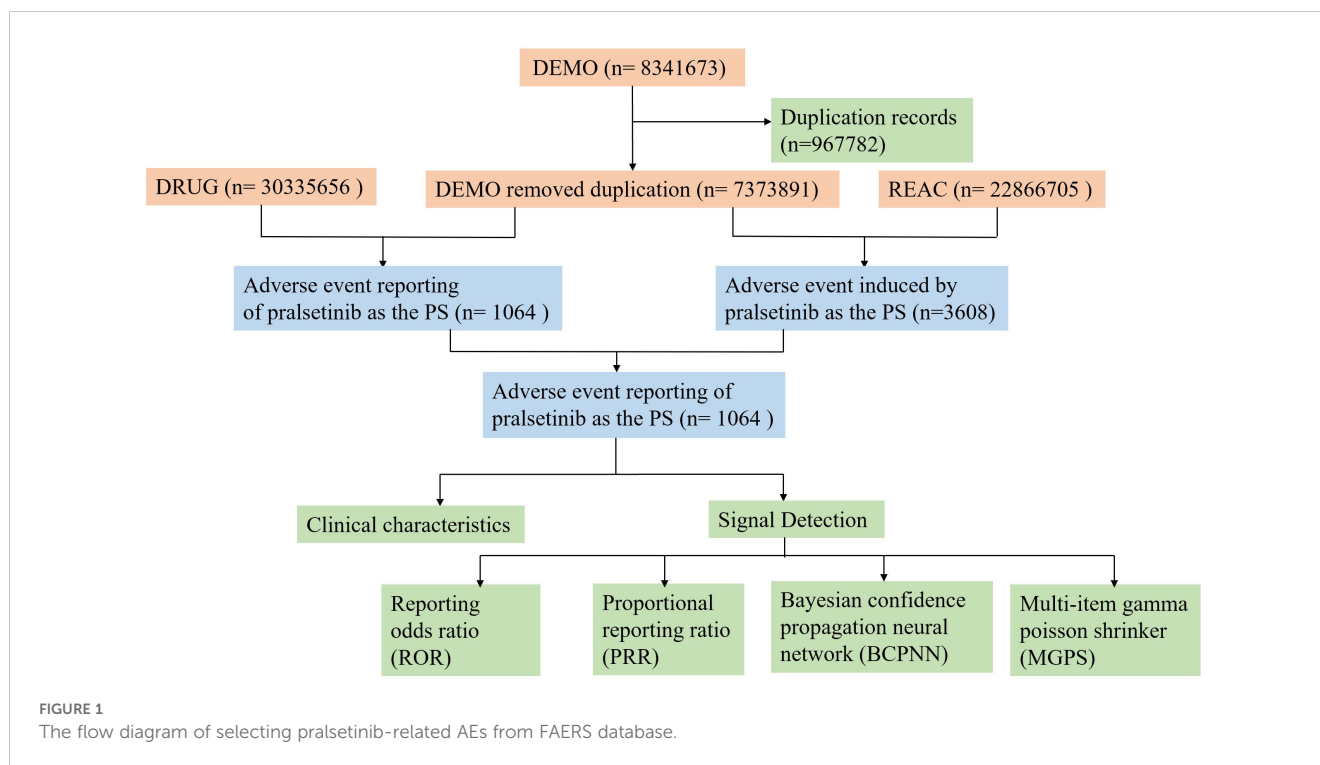 DEMO (n= 8341673)
Duplication records
(n=967782)
DRUG (n= 30335656 )
DEMO removed duplication (n= 7373891)
REAC (n= 22866705 )
Adverse event reporting
of pralsetinib as the PS (n= 1064 )
Adverse event induced by
pralsetinib as the PS (n=3608)
Adverse event reporting of
pralsetinib as the PS (n= 1064 )
Clinical characteristics
Signal Detection
Reporting
odds ratio
(ROR)
Proportional
reporting ratio
(PRR)
Bayesian confidence
propagation neural
network (BCPNN)
Multi-item gamma
poisson shrinker
(MGPS)
FIGURE 1
The flow diagram of selecting pralsetinib-related AEs from FAERS database.